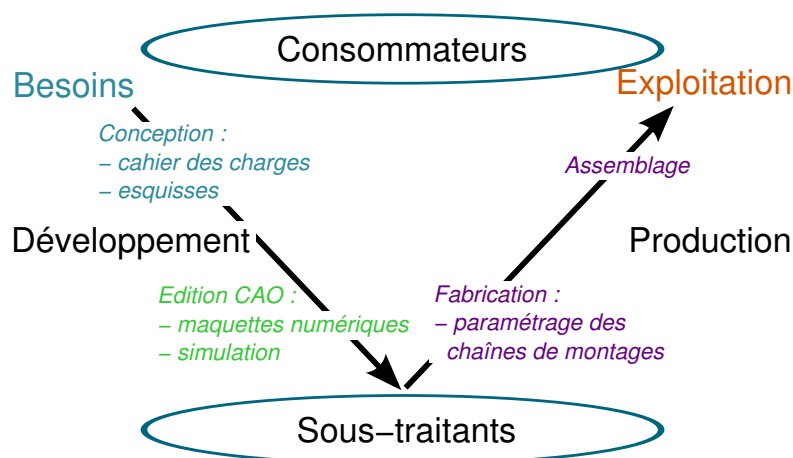 Consommateurs
Besoins
Exploitation
Conception :
− cahier des charges
− esquisses
Assemblage
Développement
Production
Edition CAO :
− maquettes numériques
− simulation
Fabrication :
− paramétrage des
chaînes de montages
Sous−traitants